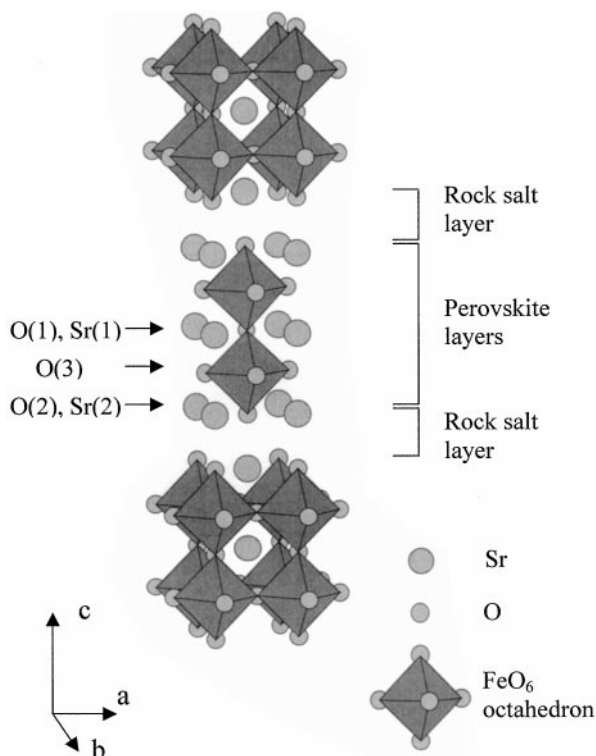 Rock salt
layer
Perovskite
layers
O(1), Sr(1)
O(3)
O(2), Sr(2)
Rock salt
layer
Sr
O
FeO₆
octahedron
c
a
b